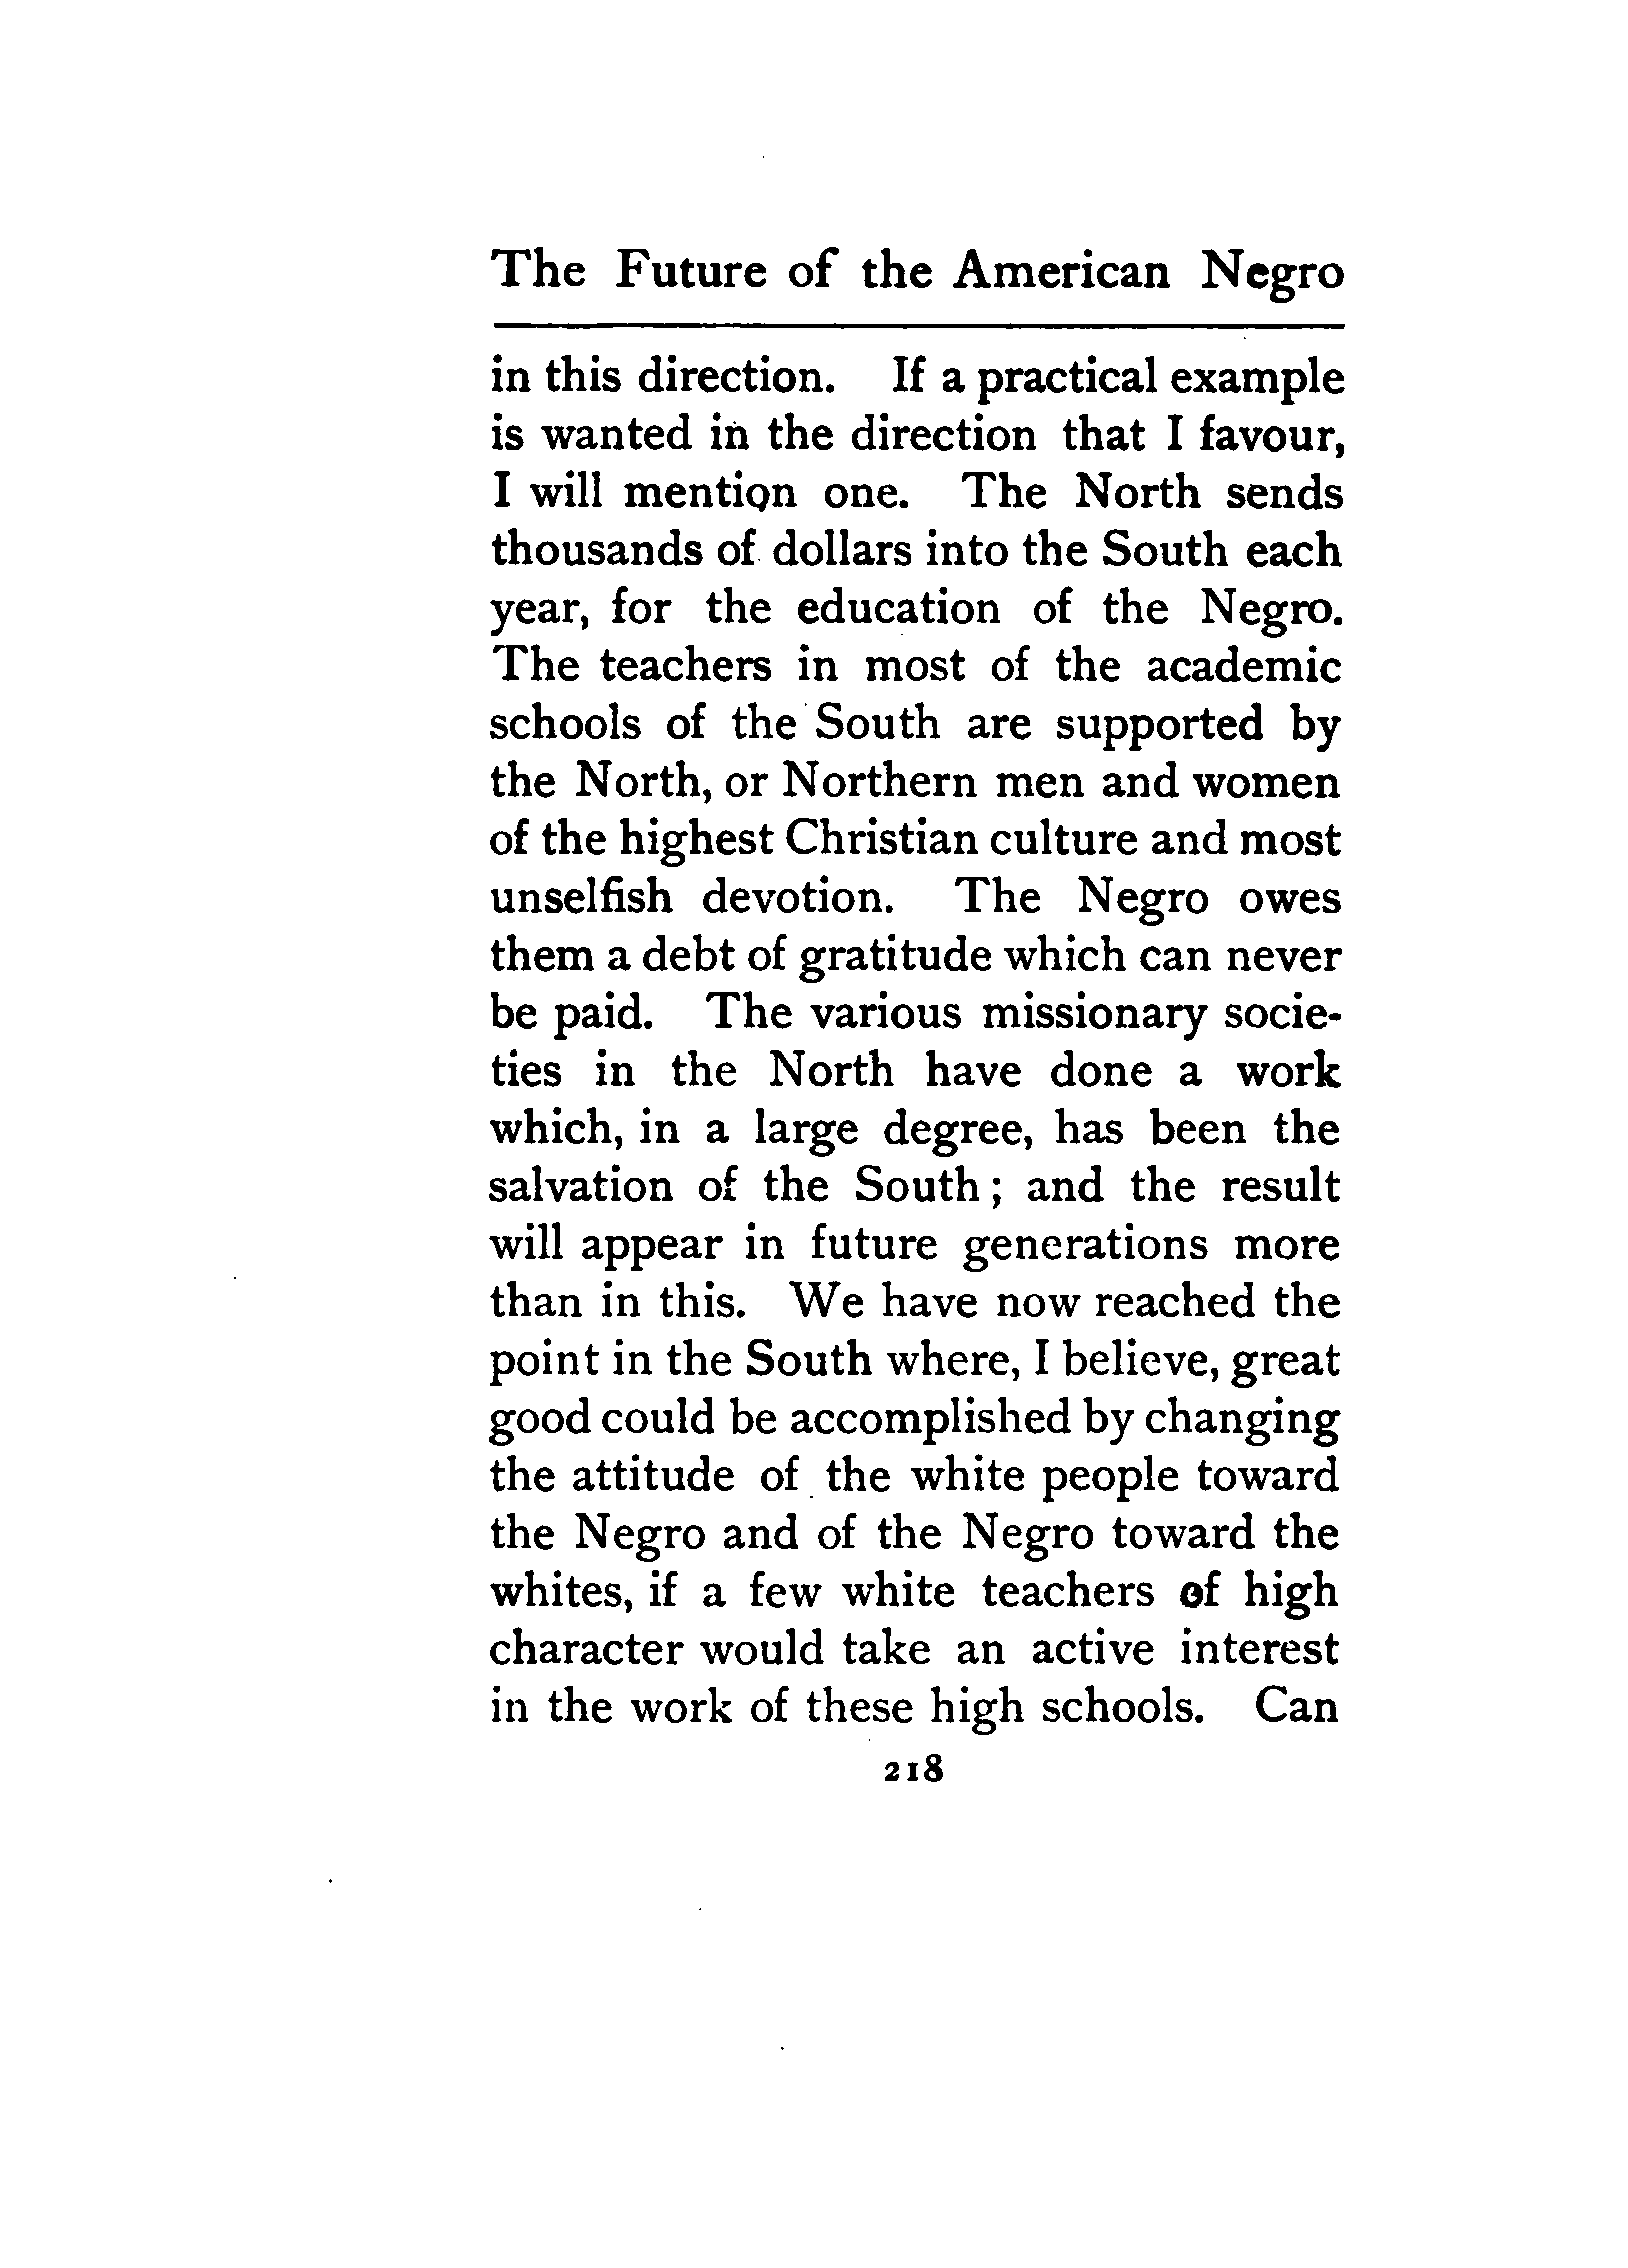 The Future of the American Negro
in this direction. If a practical example
is wanted in the direction that I favour,
I will mention one. The North sends
thousands of dollars into the South each
year, for the education of the Negro.
The teachers in most of the academic
schools of the South are supported by
the North, or Northern men and women
of the highest Christian culture and most
unselfish devotion. The Negro owes
them a debt of gratitude which can never
be paid. The various missionary socie-
ties in the North have done a work
which, in a large degree, has been the
salvation of the South; and the result
will appear in future generations more
than in this. We have now reached the
point in the South where, I believe, great
good could be accomplished by changing
the attitude of the white people toward
the Negro and of the Negro toward the
whites, if a few white teachers of high
character would take an active interest
in the work of these high schools. Can
218